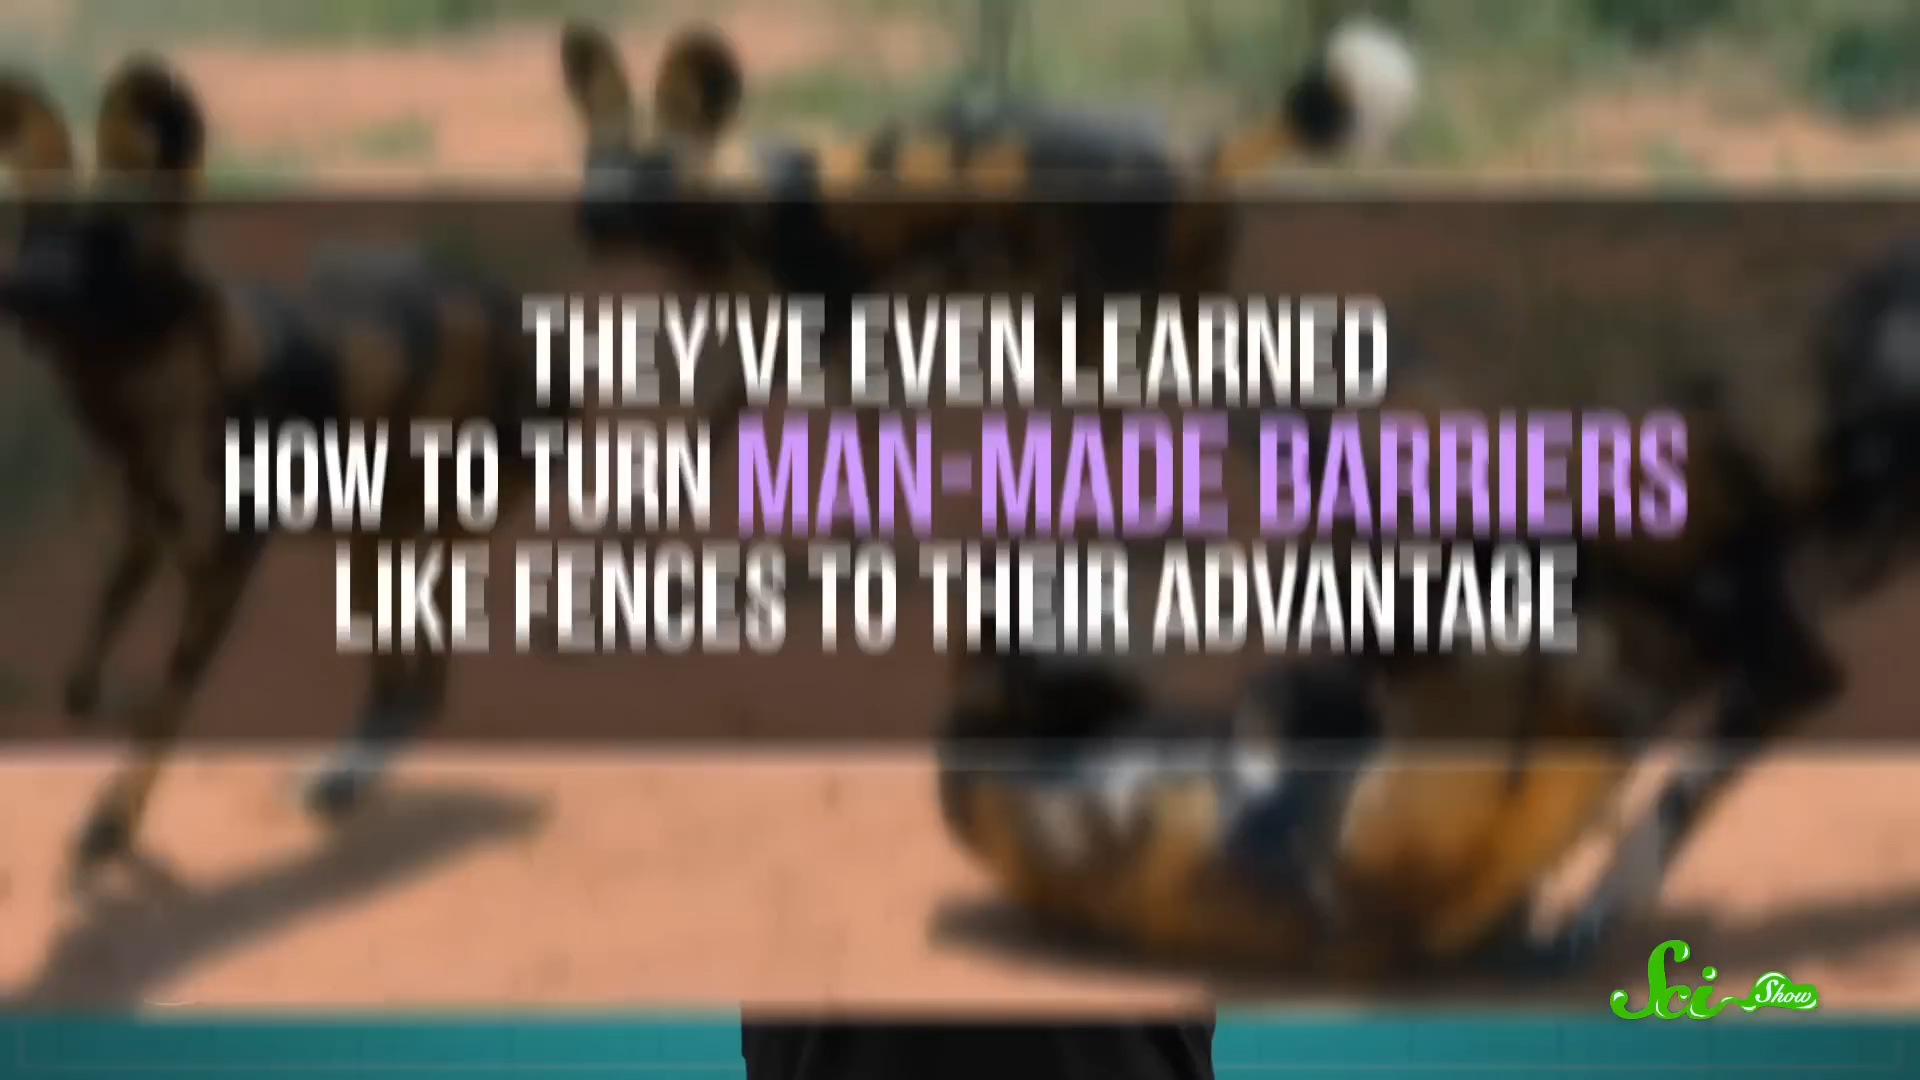 THEY'VE EVEN LEARNED
HOW TO TURN MAN-MADE BARRIERS
LIKE FENCES TO THEIR ADVANTAGE
SciShow